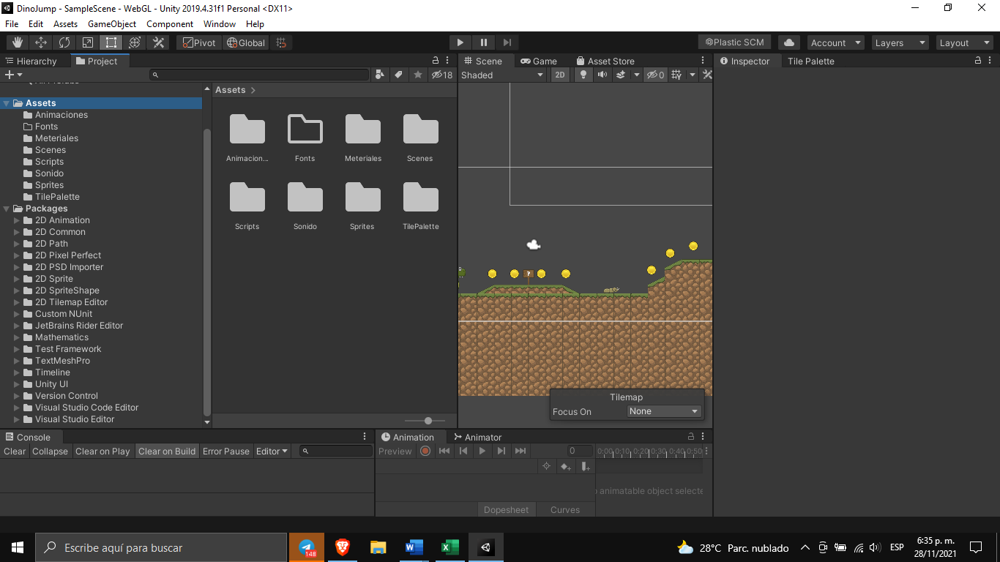 DinoJump - SampleScene - WebGL - Unity 2019.4.31f1 Personal <DX11>
File Edit Assets GameObject Component Window Help
Pivot Global Plastic SCM Account Layers Layout
Hierarchy Project Scene Game Asset Store Inspector Tile Palette
18 Shaded 2D 0
Assets
Assets
Animaciones
Fonts
Meteriales
Scenes
Scripts
Sonido
Sprites
TilePalette
Packages
2D Animation
2D Common
2D Path
2D Pixel Perfect
2D PSD Importer
2D Sprite
2D SpriteShape
2D Tilemap Editor
Custom NUnit
JetBrains Rider Editor
Mathematics
Test Framework
TextMeshPro
Timeline
Unity UI
Version Control
Visual Studio Code Editor
Visual Studio Editor
Animacion... Fonts Meteriales Scenes
Scripts Sonido Sprites TilePalette
?
Tilemap
Focus On None
Console
Clear Collapse Clear on Play Clear on Build Error Pause Editor
Animation Animator
Preview 0 0:00 0:10 0:20 0:30 0:40 0:50
animatable object selecte
Dopesheet Curves
Escribe aquí para buscar
148
28°C Parc. nublado ESP
6:35 p. m.
28/11/2021